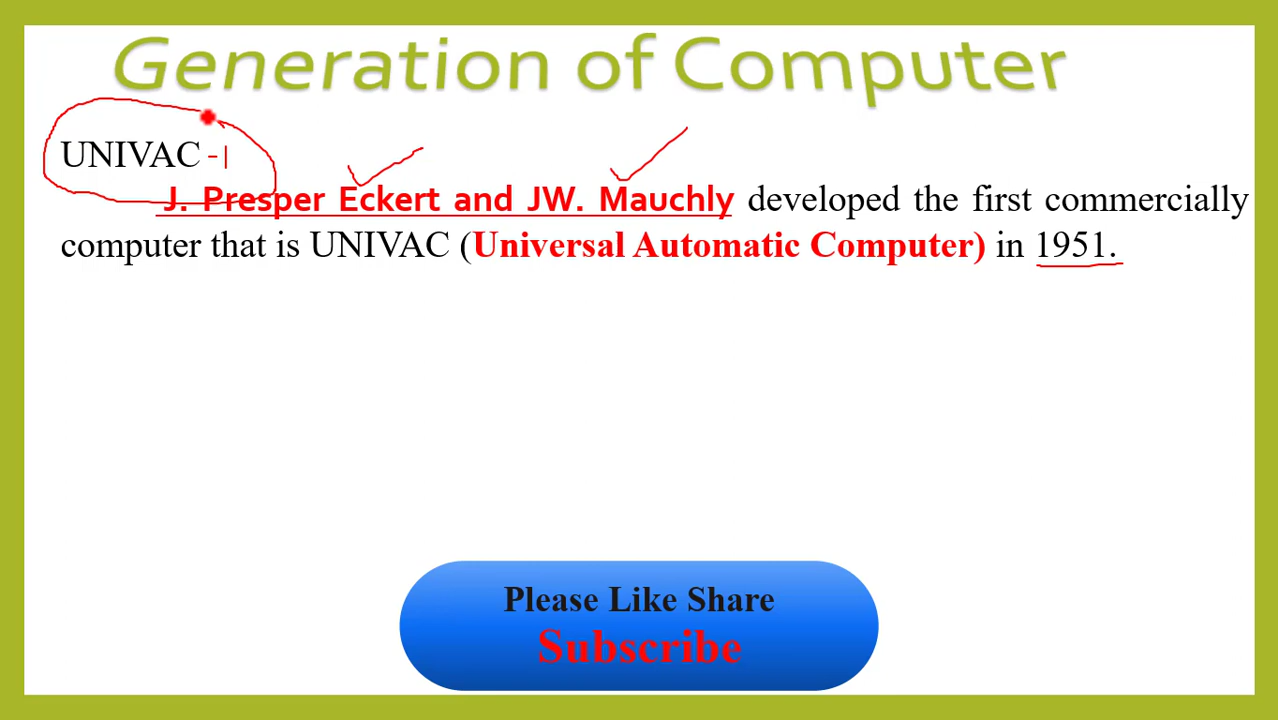 Generation of Computer
UNIVAC -1
J. Presper Eckert and JW. Mauchly developed the first commercially
computer that is UNIVAC (Universal Automatic Computer) in 1951.
Please Like Share
Subscribe